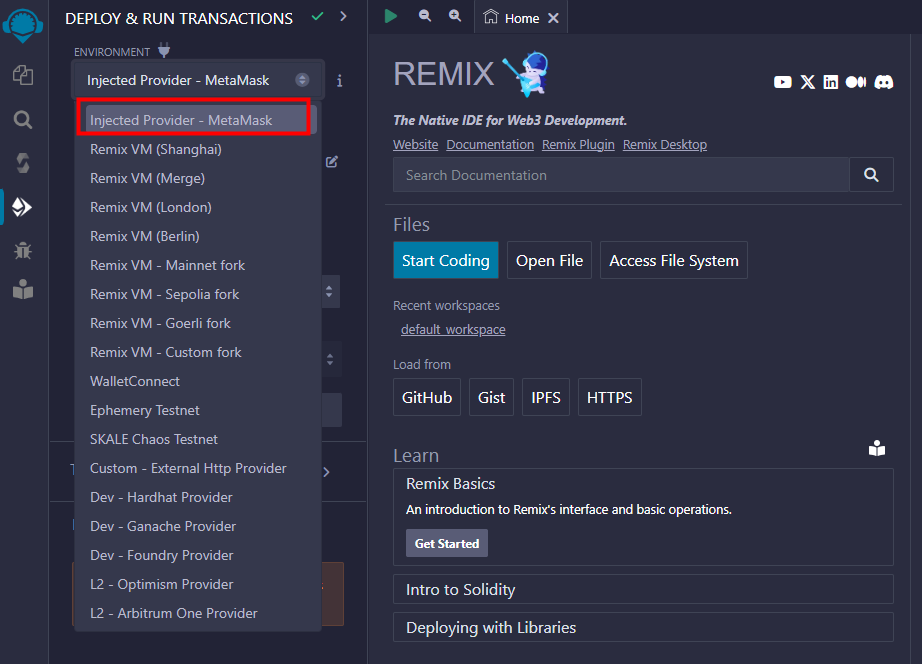 DEPLOY & RUN TRANSACTIONS
ENVIRONMENT
Injected Provider - MetaMask
Injected Provider - MetaMask
Remix VM (Shanghai)
Remix VM (Merge)
Remix VM (London)
Remix VM (Berlin)
Remix VM - Mainnet fork
Remix VM - Sepolia fork
Remix VM - Goerli fork
Remix VM - Custom fork
WalletConnect
Ephemery Testnet
SKALE Chaos Testnet
Custom - External Http Provider
Dev - Hardhat Provider
Dev - Ganache Provider
Dev - Foundry Provider
L2 - Optimism Provider
L2 - Arbitrum One Provider
Home
REMIX
The Native IDE for Web3 Development.
Website Documentation Remix Plugin Remix Desktop
Search Documentation
Files
Start Coding Open File Access File System
Recent workspaces
default_workspace
Load from
GitHub Gist IPFS HTTPS
Learn
Remix Basics
An introduction to Remix's interface and basic operations.
Get Started
Intro to Solidity
Deploying with Libraries